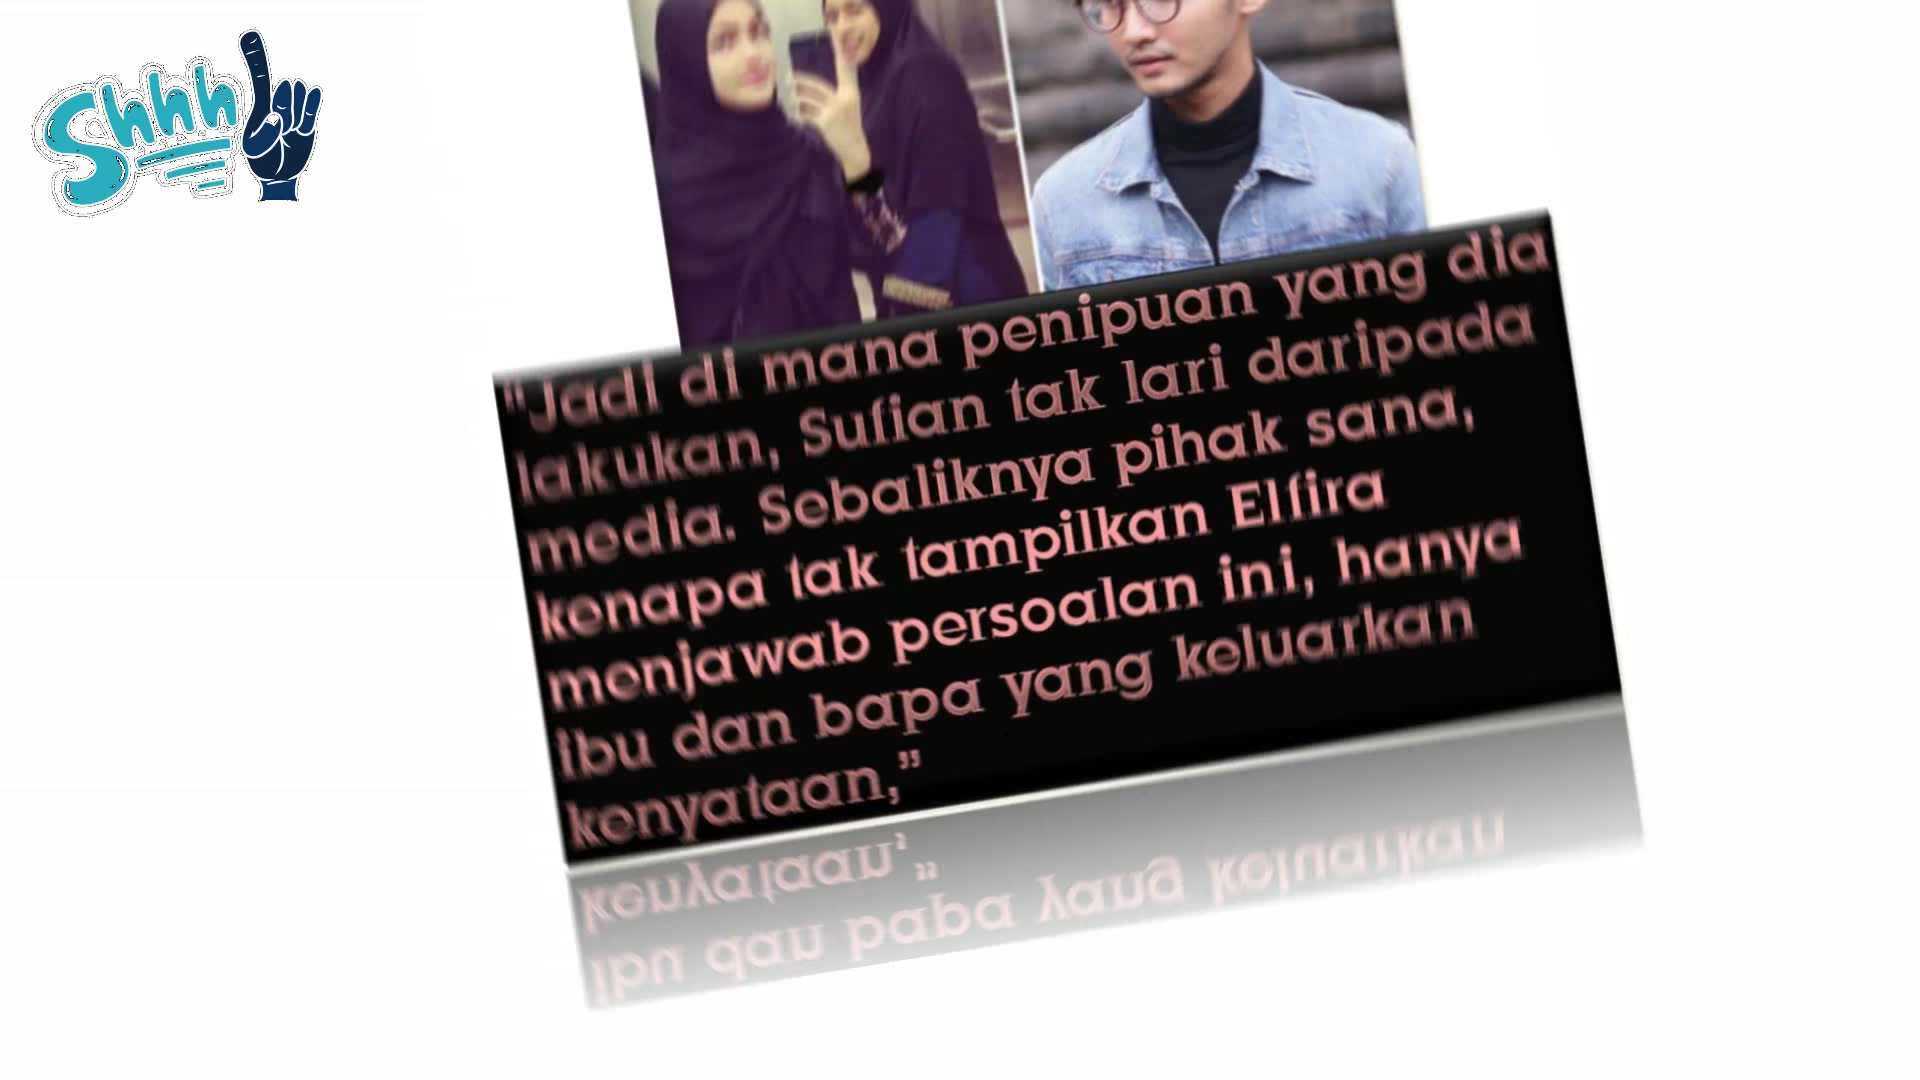 Shhh
"Jadi di mana penipuan yang dia
lakukan, Sufian tak lari daripada
media. Sebaliknya pihak sana,
kenapa tak tampilkan Elfira
menjawab persoalan ini, hanya
ibu dan bapa yang keluarkan
kenyataan,”